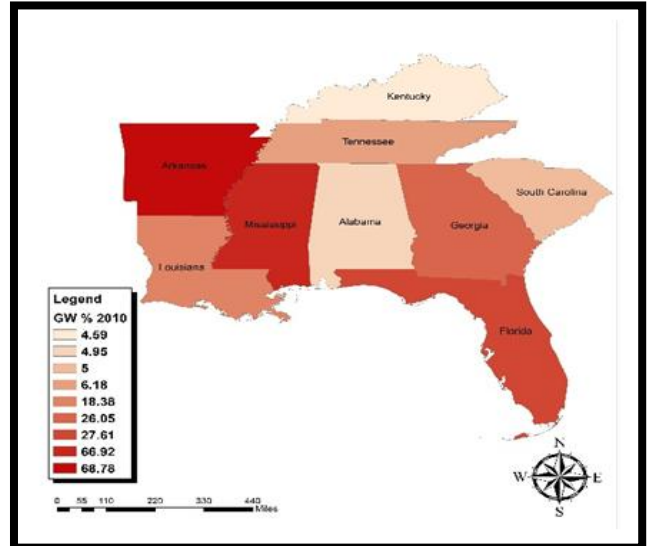 Kentucky
Tennessee
Arkansas
South Carolina
Mississippi
Alabama
Georgia
Louisiana
Florida
Legend
GW % 2010
4.59
4.95
5
6.18
18.38
26.05
27.61
66.92
68.78
N
W E
S
0 55 110 220 330 440
Miles